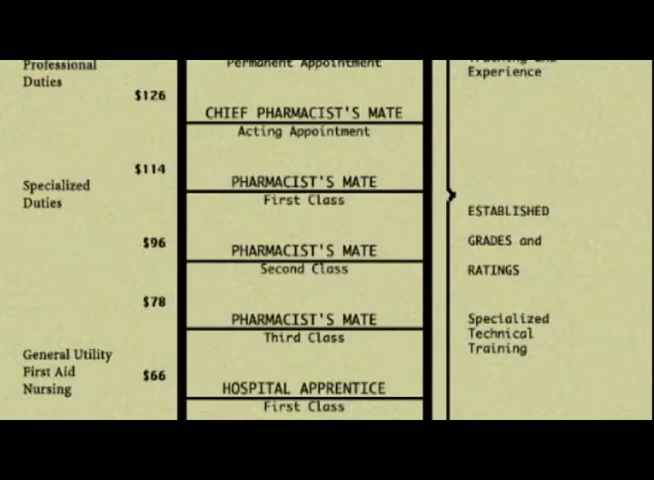 Professional
Duties
$126
Permanent Appointment
CHIEF PHARMACIST'S MATE
Acting Appointment
$114
Specialized
Duties
PHARMACIST'S MATE
First Class
$96
PHARMACIST'S MATE
Second Class
$78
PHARMACIST'S MATE
Third Class
General Utility
First Aid
Nursing
$66
HOSPITAL APPRENTICE
First Class
Training and
Experience
ESTABLISHED
GRADES and
RATINGS
Specialized
Technical
Training